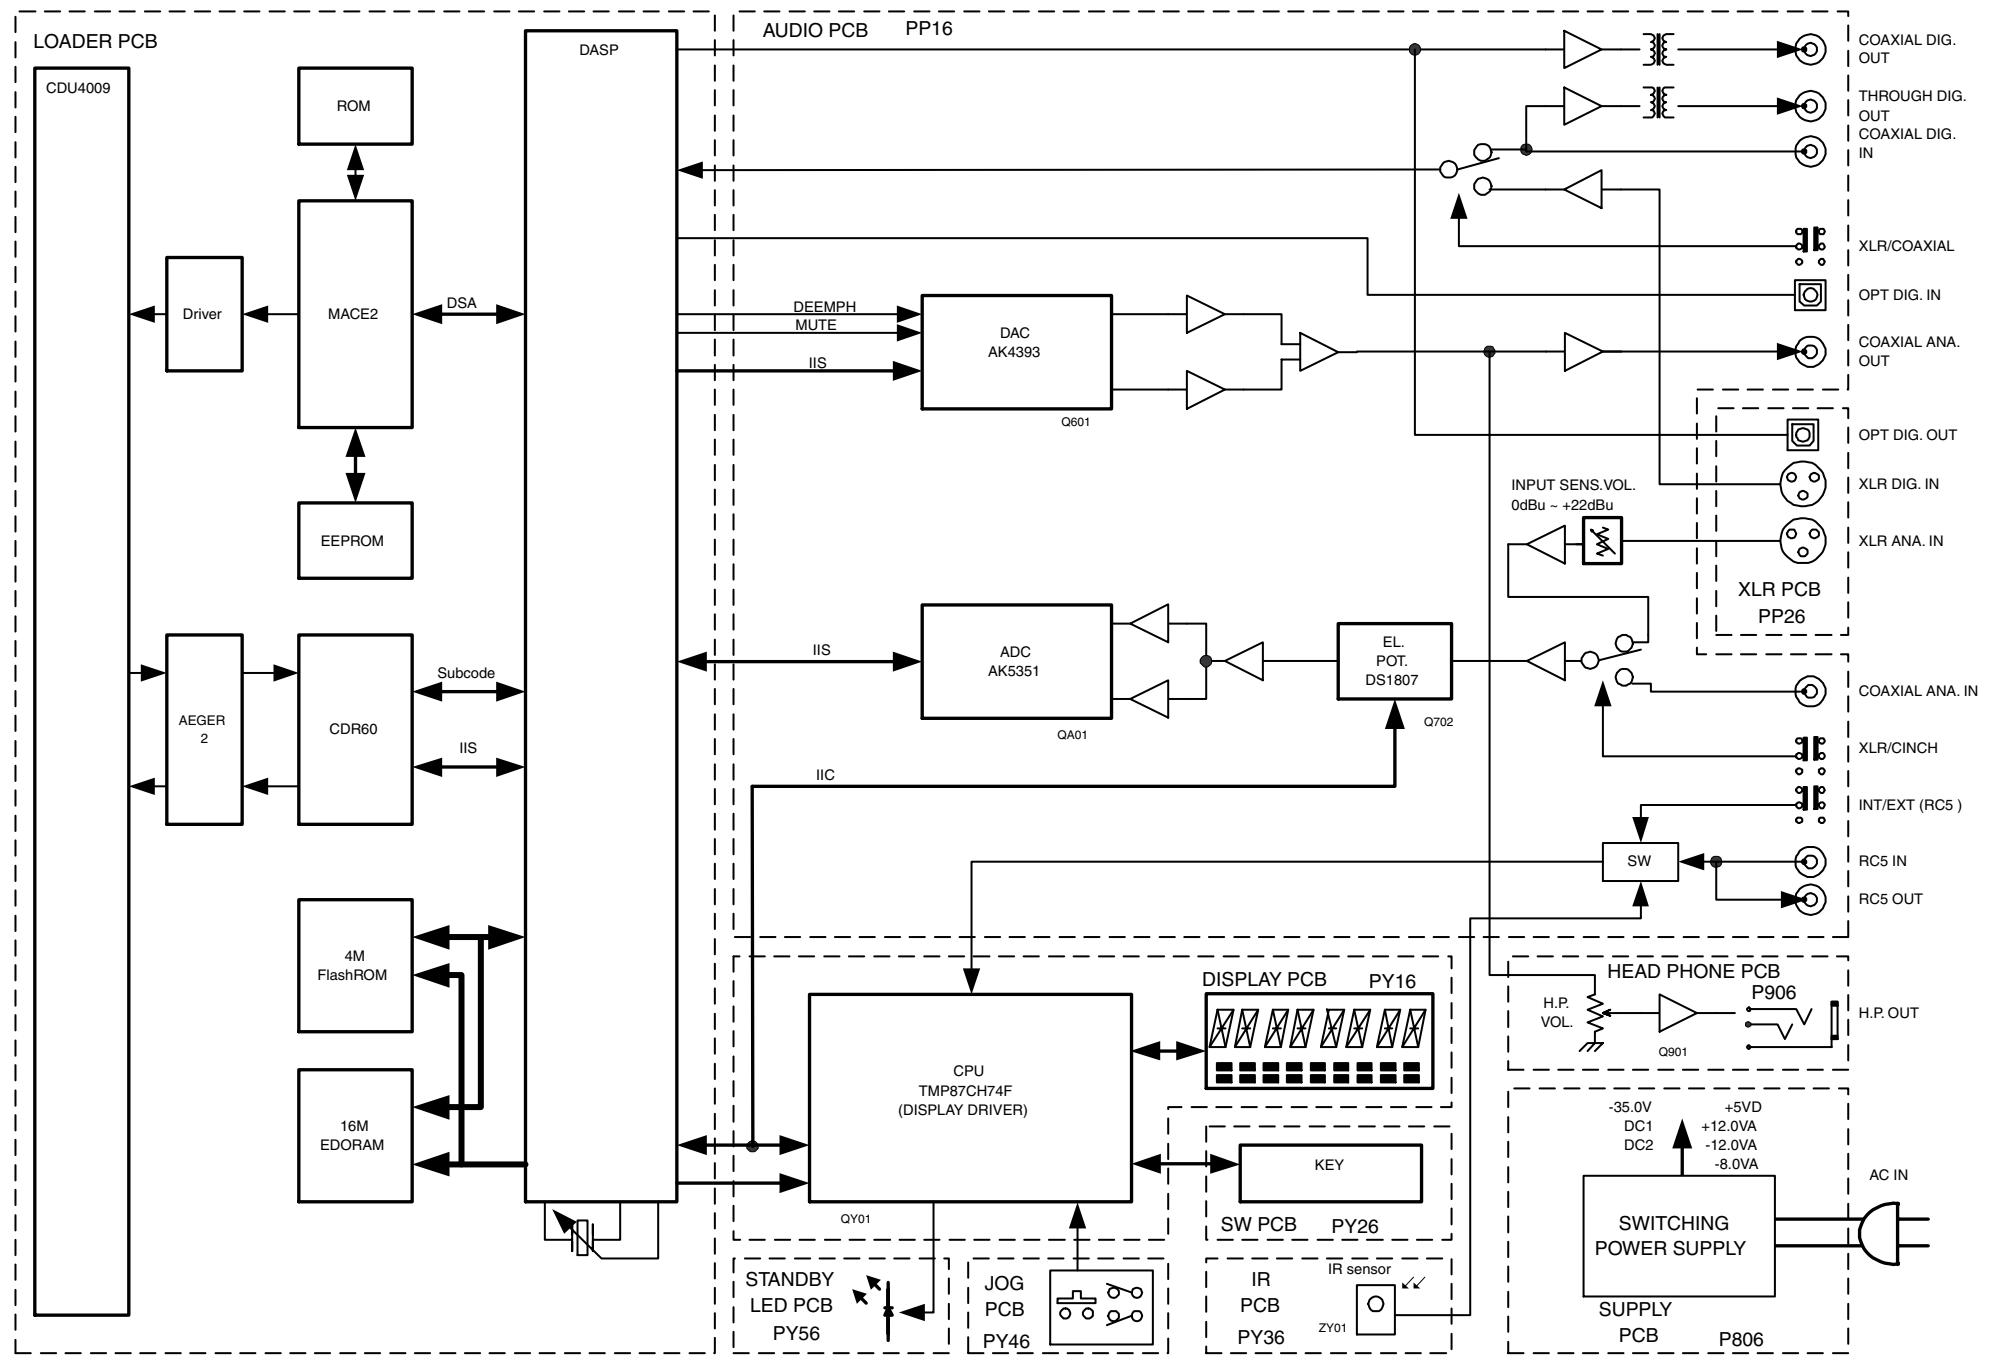 LOADER PCB
CDU4009
ROM
Driver
MACE2
DSA
EEPROM
AEGER
2
CDR60
Subcode
IIS
4M
FlashROM
16M
EDORAM
DASP
AUDIO PCB PP16
DEEMPH
MUTE
IIS
DAC
AK4393
Q601
INPUT SENS.VOL.
0dBu ~ +22dBu
IIS
ADC
AK5351
QA01
EL.
POT.
DS1807
Q702
IIC
SW
COAXIAL DIG.
OUT
THROUGH DIG.
OUT
COAXIAL DIG.
IN
XLR/COAXIAL
OPT DIG. IN
COAXIAL ANA.
OUT
OPT DIG. OUT
XLR DIG. IN
XLR ANA. IN
XLR PCB
PP26
COAXIAL ANA. IN
XLR/CINCH
INT/EXT (RC5 )
RC5 IN
RC5 OUT
DISPLAY PCB PY16
CPU
TMP87CH74F
(DISPLAY DRIVER)
QY01
KEY
SW PCB PY26
STANDBY
LED PCB
PY56
JOG
PCB
PY46
IR
PCB
PY36
IR sensor
ZY01
HEAD PHONE PCB
P906
H.P.
VOL.
Q901
H.P. OUT
-35.0V +5VD
DC1 +12.0VA
DC2 -12.0VA
-8.0VA
AC IN
SWITCHING
POWER SUPPLY
SUPPLY
PCB P806